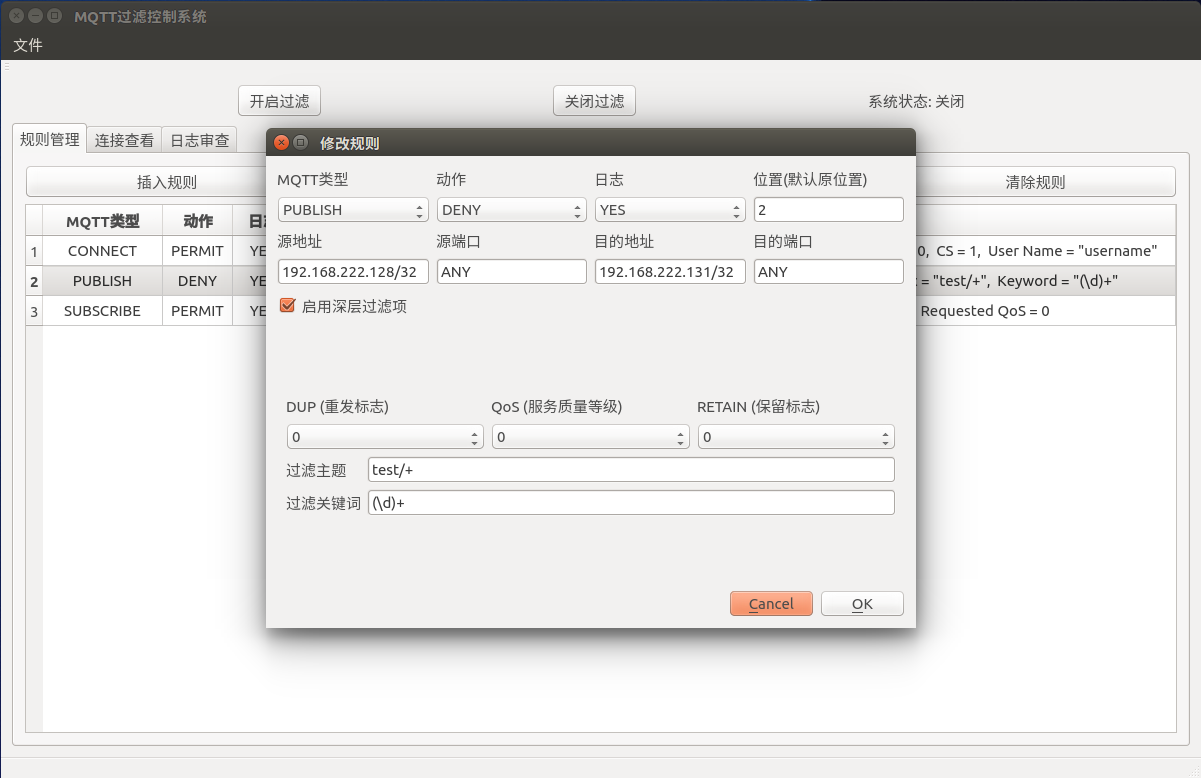 MQTT过滤控制系统
文件
开启过滤 关闭过滤 系统状态: 关闭
规则管理 连接查看 日志审查
插入规则 清除规则
MQTT类型 动作
1 CONNECT PERMIT YE 0, CS = 1, User Name = "username"
2 PUBLISH DENY YE = "test/+", Keyword = "(\d)+"
3 SUBSCRIBE PERMIT YE Requested QoS = 0
修改规则
MQTT类型 动作 日志 位置(默认原位置)
PUBLISH DENY YES 2
源地址 源端口 目的地址 目的端口
192.168.222.128/32 ANY 192.168.222.131/32 ANY
启用深层过滤项
DUP (重发标志) QoS (服务质量等级) RETAIN (保留标志)
0 0 0
过滤主题 test/+
过滤关键词 (\d)+
Cancel OK